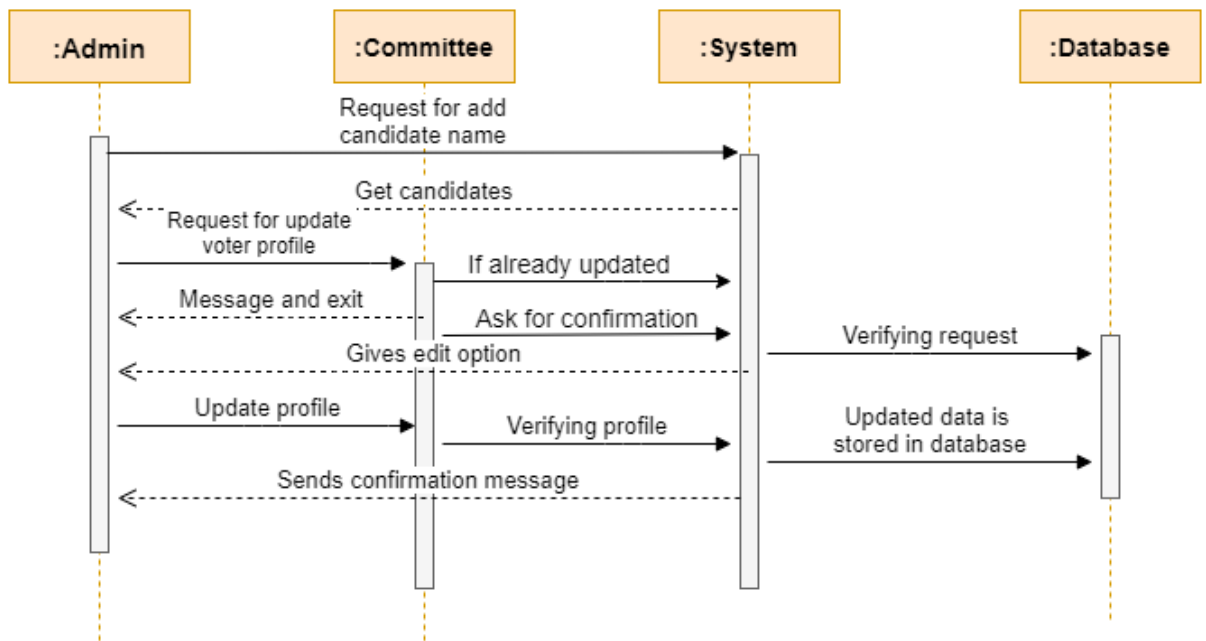 :Admin
:Committee
:System
:Database
Request for add
candidate name
Get candidates
Request for update
voter profile
If already updated
Message and exit
Ask for confirmation
Verifying request
Gives edit option
Update profile
Verifying profile
Updated data is
stored in database
Sends confirmation message